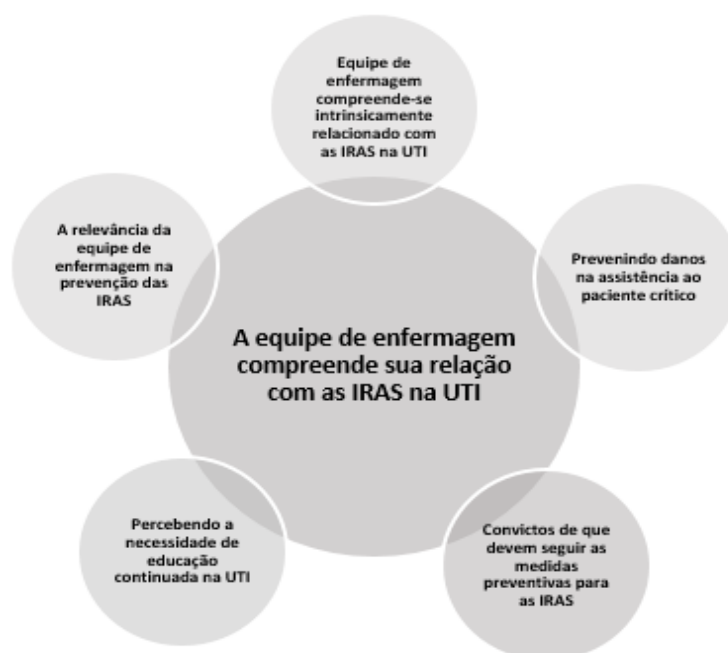 Equipe de
enfermagem
compreende-se
intrinsicamente
relacionado com
as IRAS na UTI
A relevância da
equipe de
enfermagem na
prevenção das
IRAS
Prevenindo danos
na assistência ao
paciente crítico
A equipe de enfermagem
compreende sua relação
com as IRAS na UTI
Percebendo a
necessidade de
educação
continuada na UTI
Convictos de que
devem seguir as
medidas
preventivas para
as IRAS